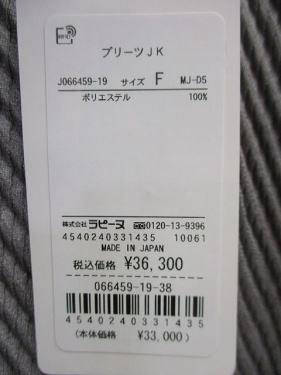 プリーツJK
J066459-19 サイズ F MJ-D5
ポリエステル 100%
株式会社 ラピーヌ 0120-13-9396
4540240331435 10061
MADE IN JAPAN
税込価格 ¥36,300
066459-19-38
4540240331435
(本体価格 ¥33,000)